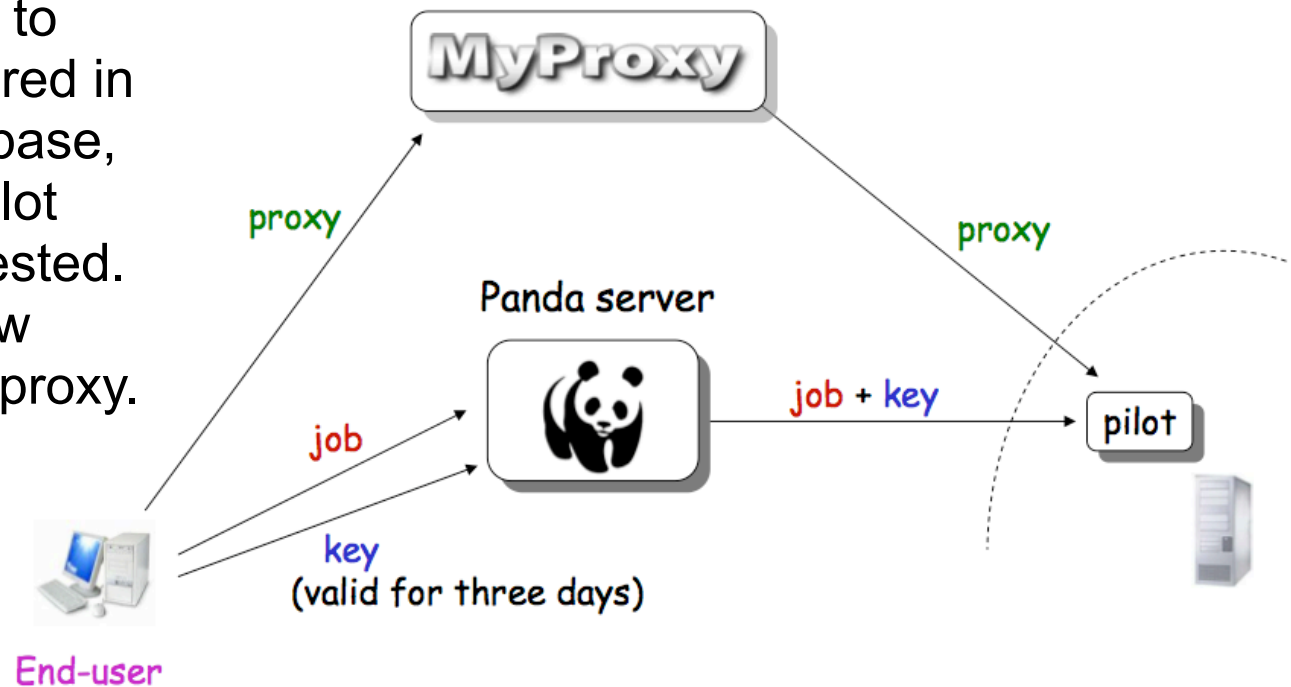 to
red in
base,
lot
ested.
w
proxy.
MyProxy
proxy
proxy
Panda server
job
job + key
pilot
key
(valid for three days)
End-user